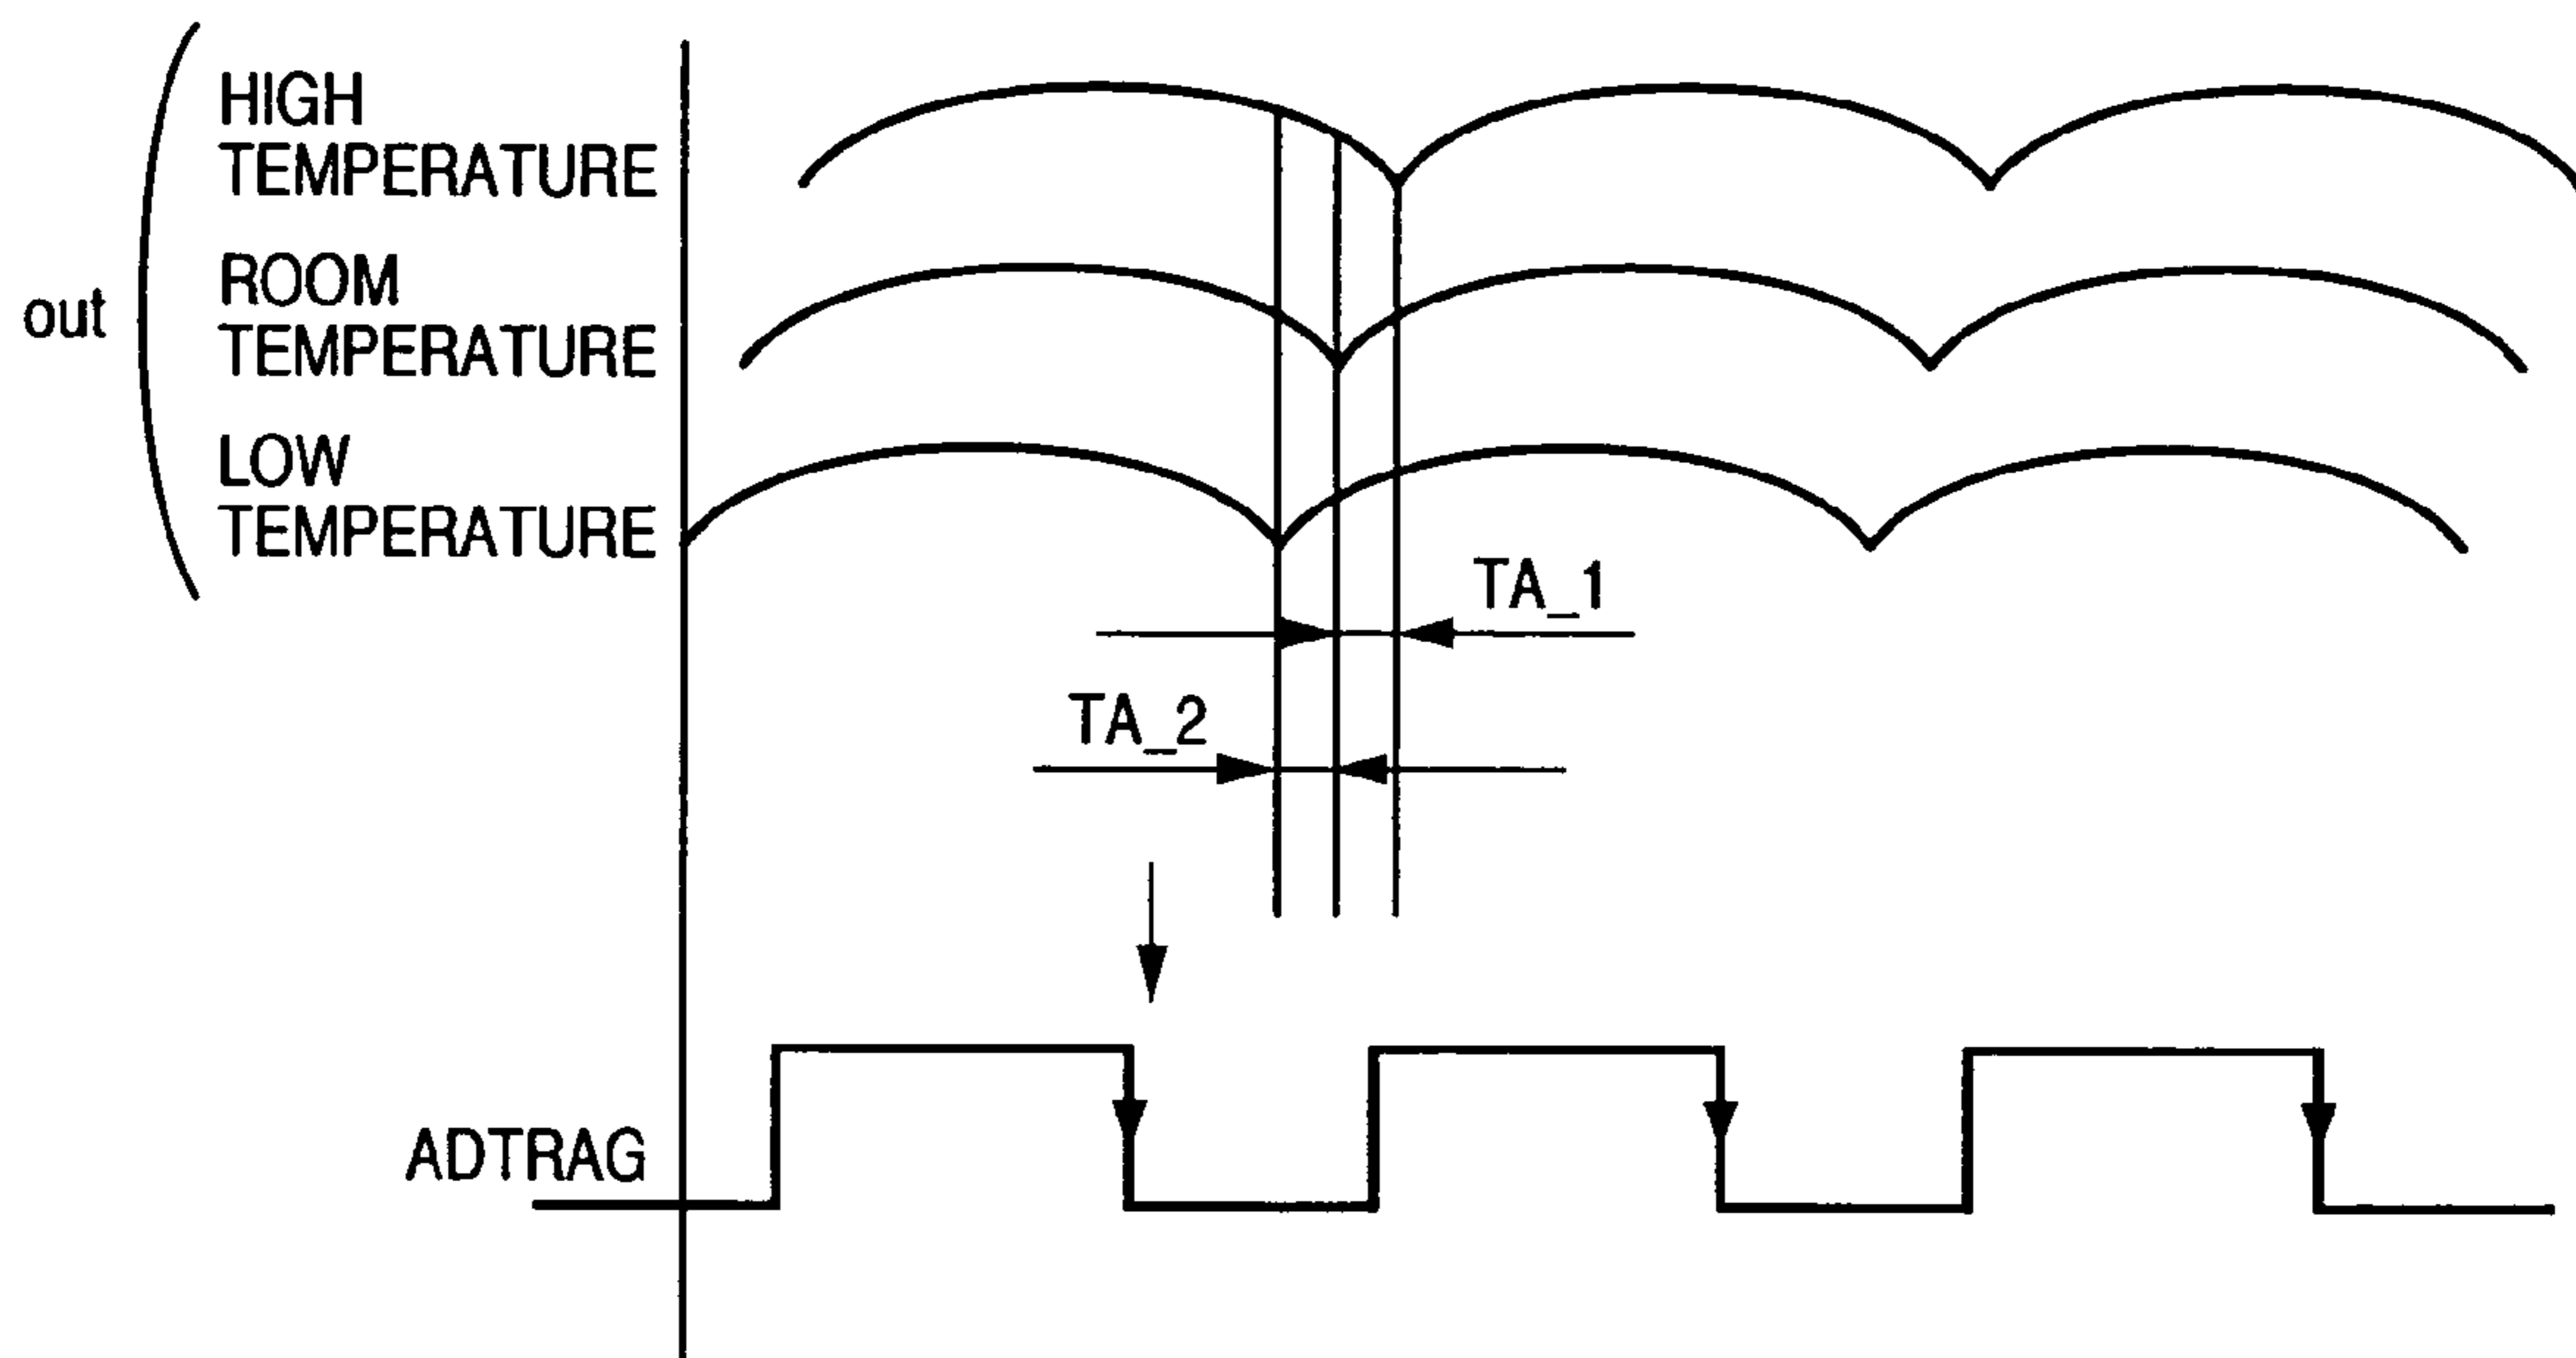 HIGH
TEMPERATURE
out
ROOM
TEMPERATURE
LOW
TEMPERATURE
TA_1
TA_2
ADTRAG